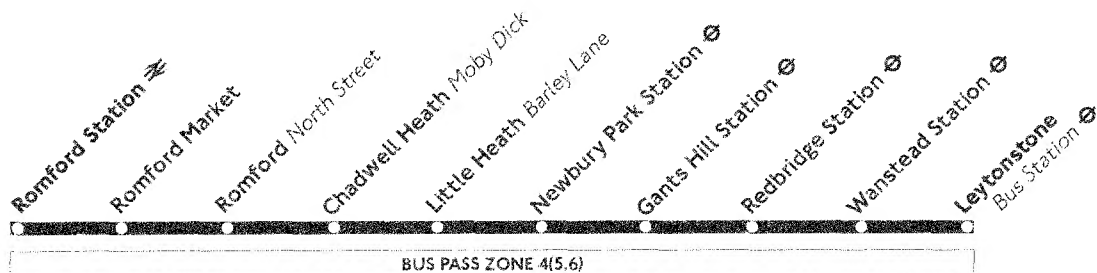 Romford Station
Romford Market
Romford North Street
Chadwell Heath Moby Dick
Little Heath Barley Lane
Newbury Park Station
Gants Hill Station
Redbridge Station
Wanstead Station
Leytonstone
Bus Station
BUS PASS ZONE 4(5.6)